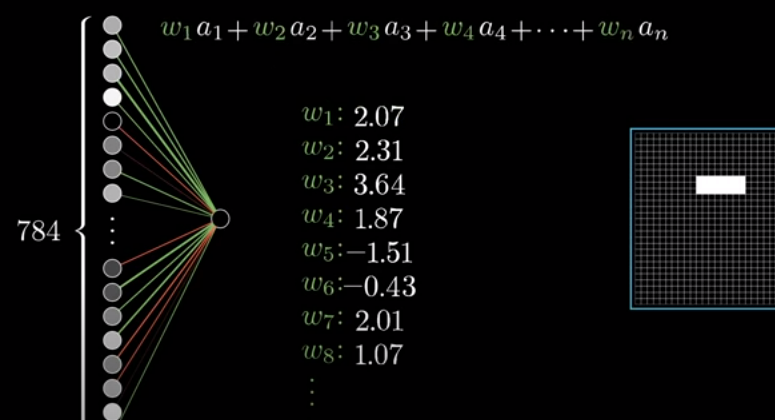 w₁a₁ + w₂a₂ + w₃a₃ + w₄a₄ + ⋯ + wₙaₙ
w₁: 2.07
w₂: 2.31
w₃: 3.64
w₄: 1.87
w₅: −1.51
w₆: −0.43
w₇: 2.01
w₈: 1.07
⋮
784
⋮